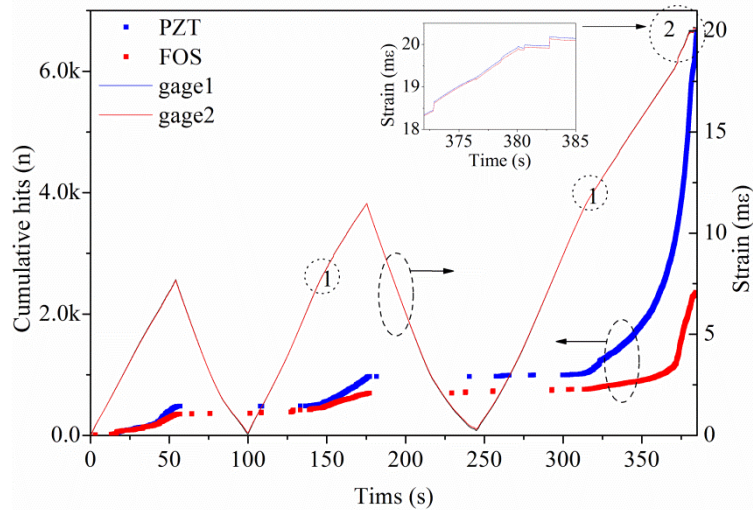 PZT
FOS
gage1
gage2
Cumulative hits (n)
6.0k
4.0k
2.0k
0.0
0 50 100 150 200 250 300 350
Tims (s)
Strain (mε)
20
15
10
5
0
Strain (mε)
20
19
18
375 380 385
Time (s)
1
1
2